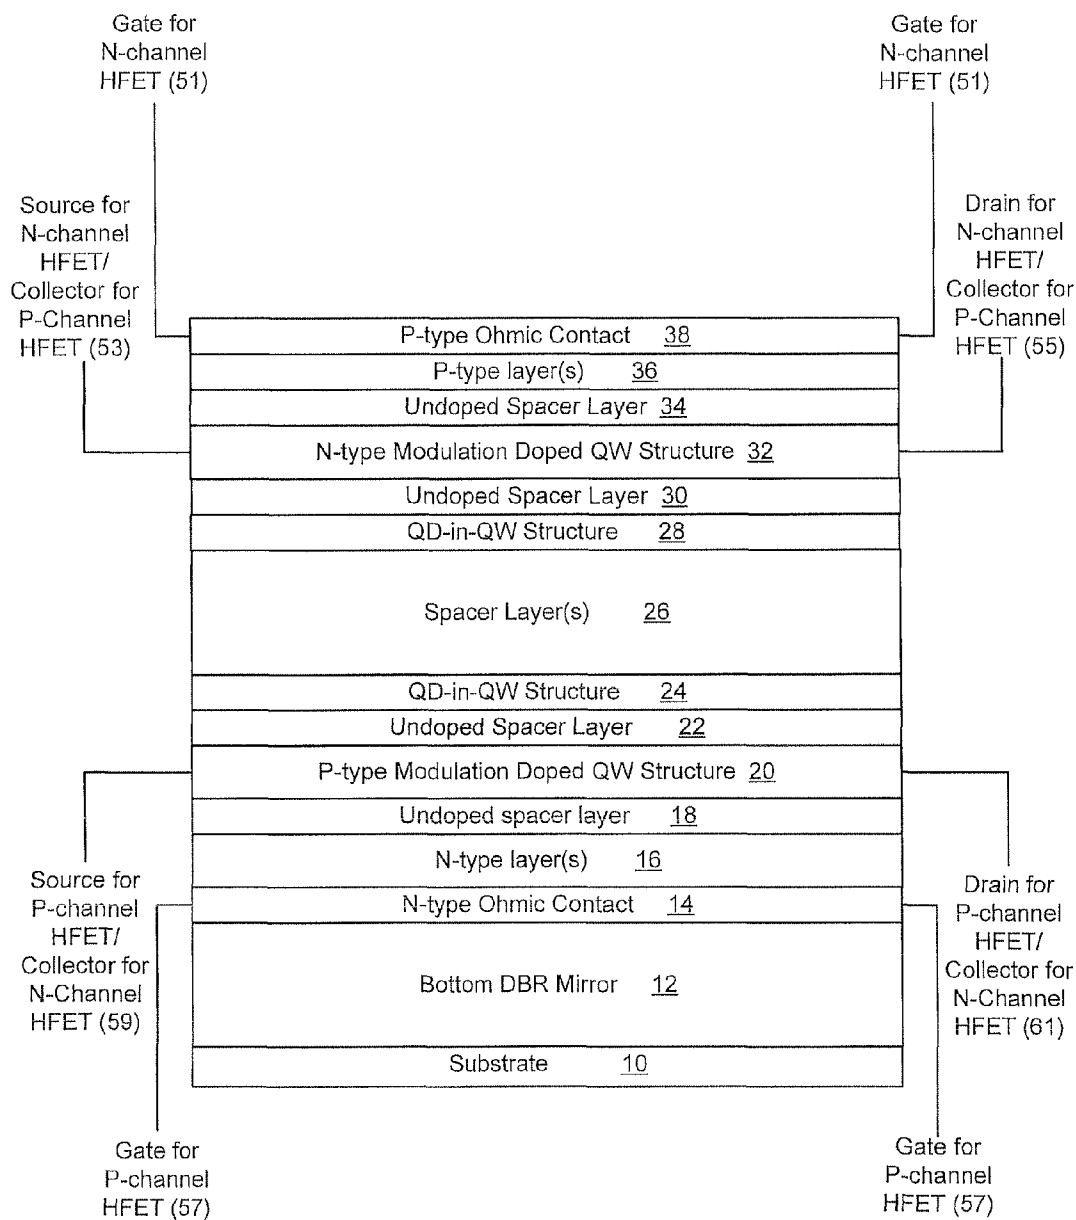 Gate for
N-channel
HFET (51)
Gate for
N-channel
HFET (51)
Source for
N-channel
HFET/
Collector for
P-Channel
HFET (53)
Drain for
N-channel
HFET/
Collector for
P-Channel
HFET (55)
P-type Ohmic Contact 38
P-type layer(s) 36
Undoped Spacer Layer 34
N-type Modulation Doped QW Structure 32
Undoped Spacer Layer 30
QD-in-QW Structure 28
Spacer Layer(s) 26
QD-in-QW Structure 24
Undoped Spacer Layer 22
P-type Modulation Doped QW Structure 20
Undoped spacer layer 18
N-type layer(s) 16
N-type Ohmic Contact 14
Bottom DBR Mirror 12
Substrate 10
Source for
P-channel
HFET/
Collector for
N-Channel
HFET (59)
Drain for
P-channel
HFET/
Collector for
N-Channel
HFET (61)
Gate for
P-channel
HFET (57)
Gate for
P-channel
HFET (57)